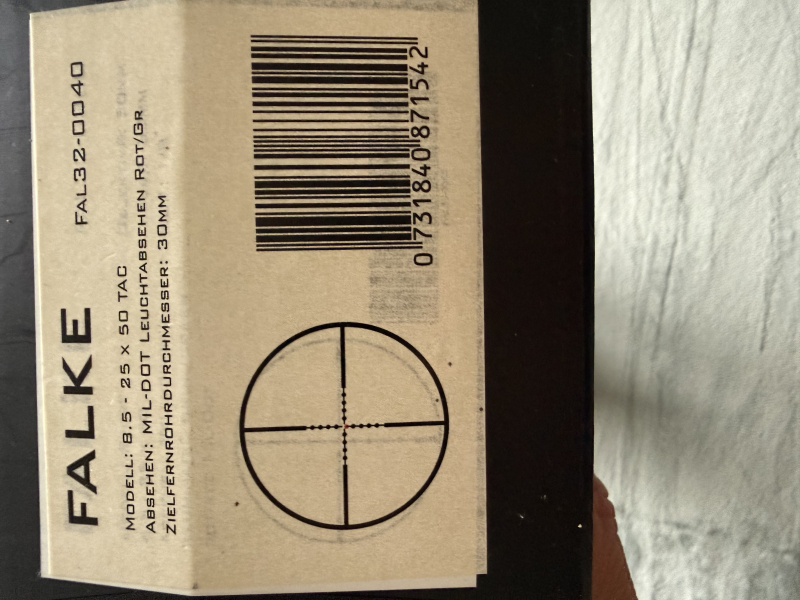 FALKE FAL32-0040
MODELL: 8.5 - 25 X 50 TAC
ABSEHEN: MIL-DOT LEUCHTABSEHEN ROT/GR
ZIELFERNROHRDURCHMESSER: 30MM
0 731840 871542